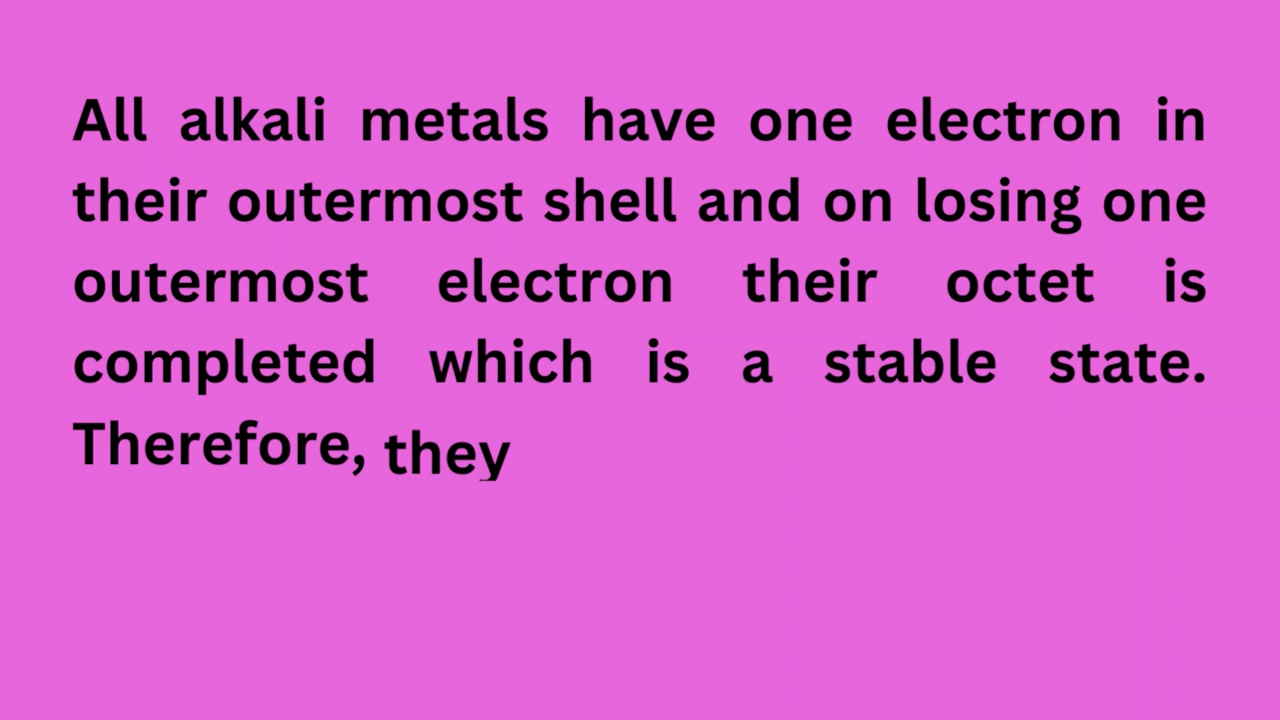 All alkali metals have one electron in
their outermost shell and on losing one
outermost electron their octet is
completed which is a stable state.
Therefore, they